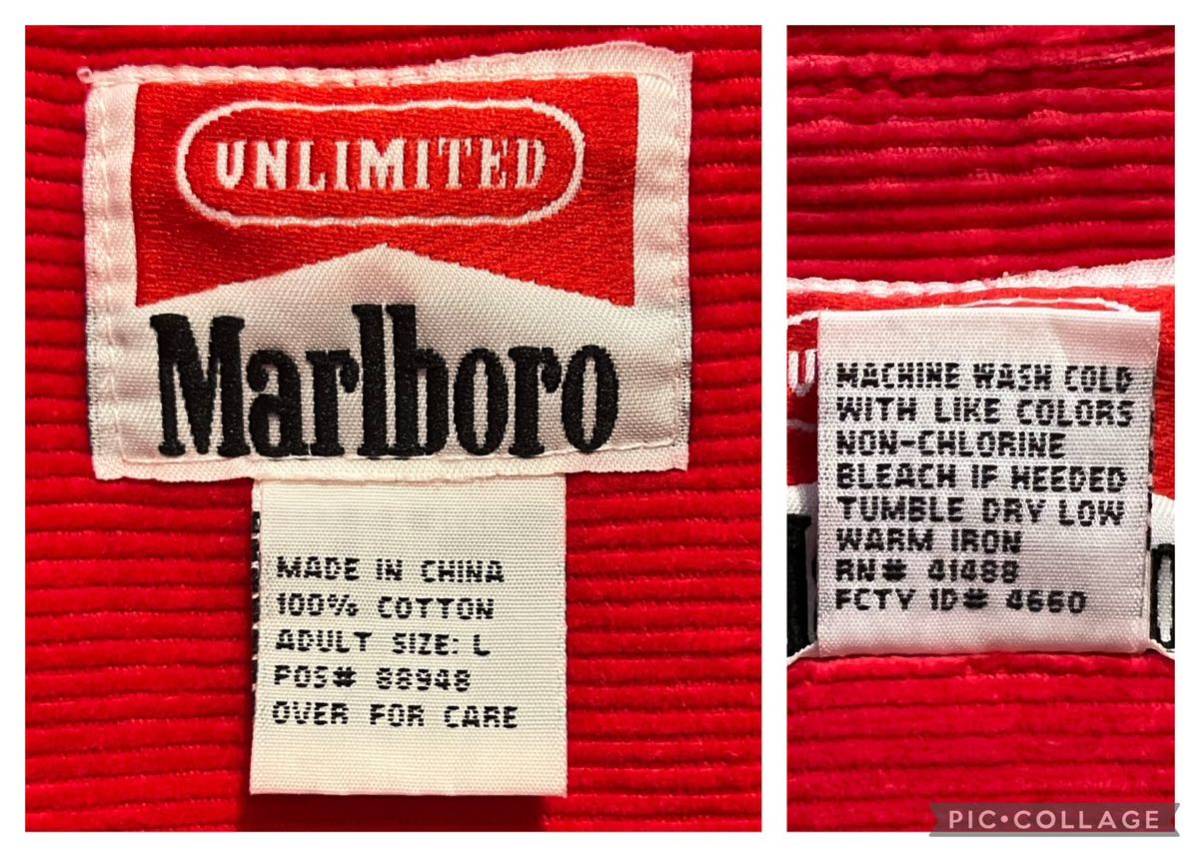 UNLIMITED
Marlboro
MADE IN CHINA
100% COTTON
ADULT SIZE: L
POS# 88948
OVER FOR CARE
U
MACHINE WASH COLD
WITH LIKE COLORS
NON-CHLORINE
BLEACH IF NEEDED
TUMBLE DRY LOW
WARM IRON
RN# 41488
FCTY ID# 4660
PIC•COLLAGE